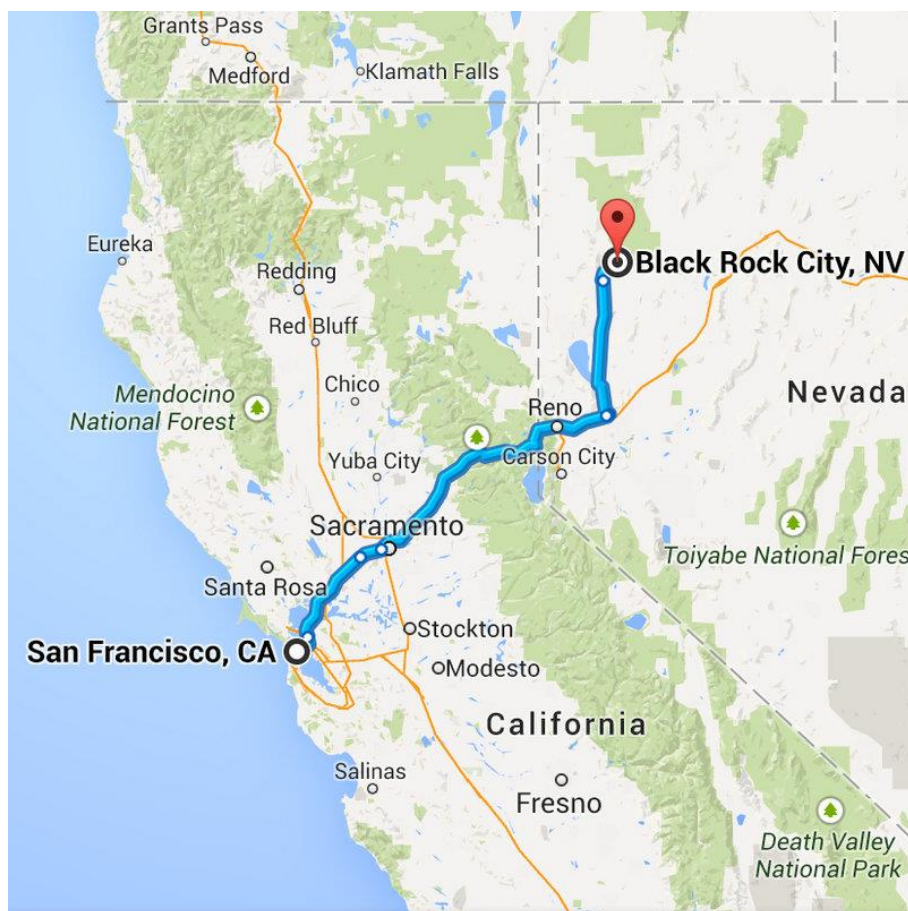 Grants Pass
Medford
Klamath Falls
Eureka
Redding
Black Rock City, NV
Red Bluff
Mendocino
National Forest
Chico
Nevada
Reno
Yuba City
Carson City
Sacramento
Toiyabe National Fores
Santa Rosa
Stockton
San Francisco, CA
Modesto
California
Salinas
Fresno
Death Valley
National Park